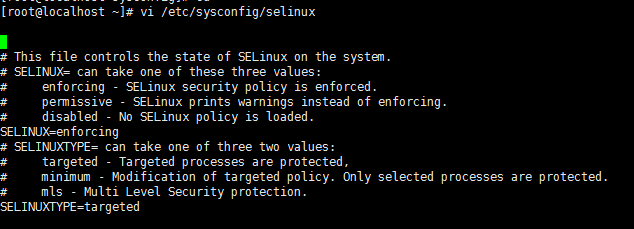 [root@localhost ~]# vi /etc/sysconfig/selinux
# This file controls the state of SELinux on the system.
# SELINUX= can take one of these three values:
#     enforcing - SELinux security policy is enforced.
#     permissive - SELinux prints warnings instead of enforcing.
#     disabled - No SELinux policy is loaded.
SELINUX=enforcing
# SELINUXTYPE= can take one of three two values:
#     targeted - Targeted processes are protected,
#     minimum - Modification of targeted policy. Only selected processes are protected.
#     mls - Multi Level Security protection.
SELINUXTYPE=targeted